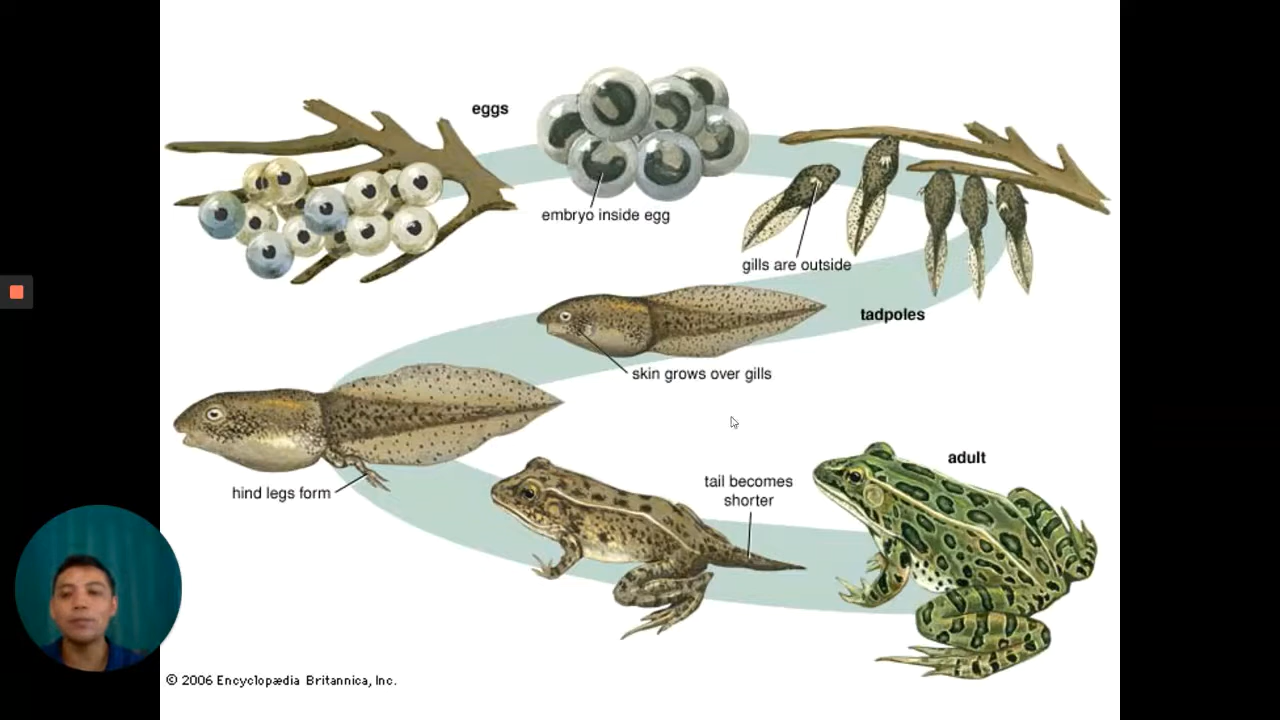 eggs
embryo inside egg
gills are outside
tadpoles
skin grows over gills
hind legs form
tail becomes
shorter
adult
© 2006 Encyclopædia Britannica, Inc.